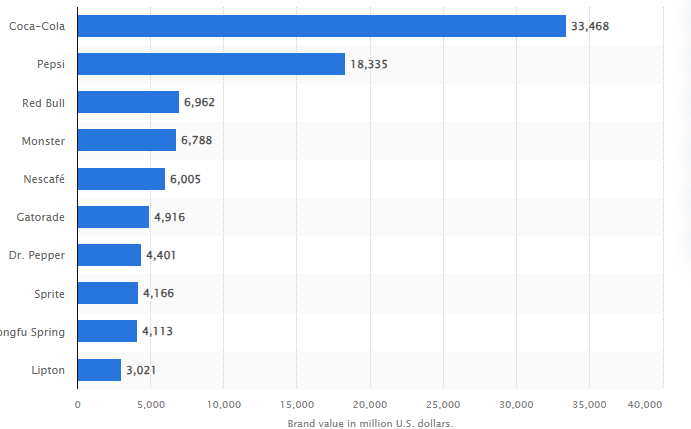 Coca-Cola 33,468
Pepsi 18,335
Red Bull 6,962
Monster 6,788
Nescafé 6,005
Gatorade 4,916
Dr. Pepper 4,401
Sprite 4,166
ongfu Spring 4,113
Lipton 3,021
0 5,000 10,000 15,000 20,000 25,000 30,000 35,000 40,000
Brand value in million U.S. dollars.